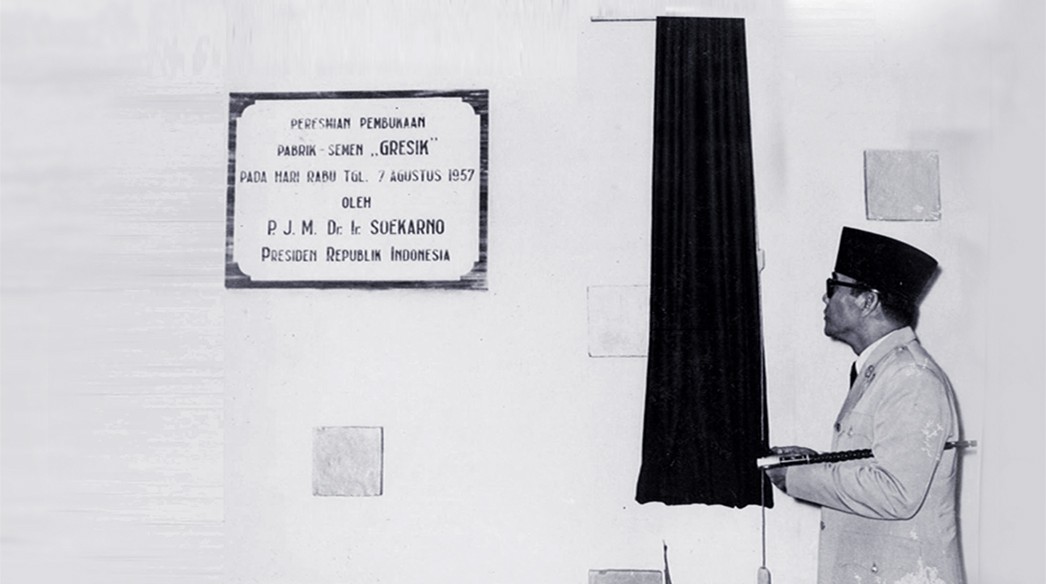 PERESMIAN PEMBUKAAN
PABRIK-SEMEN „GRESIK"
PADA HARI RABU TGL. 7 AGUSTUS 1957
OLEH
P. J. M. Dr. Ir. SOEKARNO
PRESIDEN REPUBLIK INDONESIA